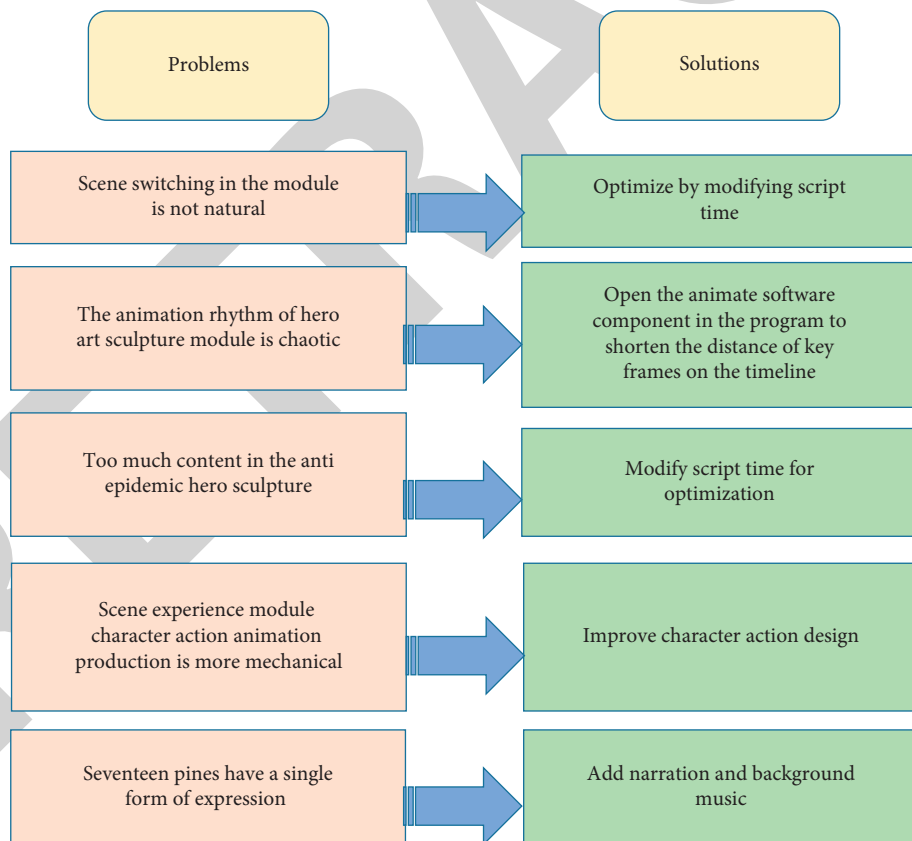 Problems
Solutions
Scene switching in the module
is not natural
Optimize by modifying script
time
The animation rhythm of hero
art sculpture module is chaotic
Open the animate software
component in the program to
shorten the distance of key
frames on the timeline
Too much content in the anti
epidemic hero sculpture
Modify script time for
optimization
Scene experience module
character action animation
production is more mechanical
Improve character action design
Seventeen pines have a single
form of expression
Add narration and background
music